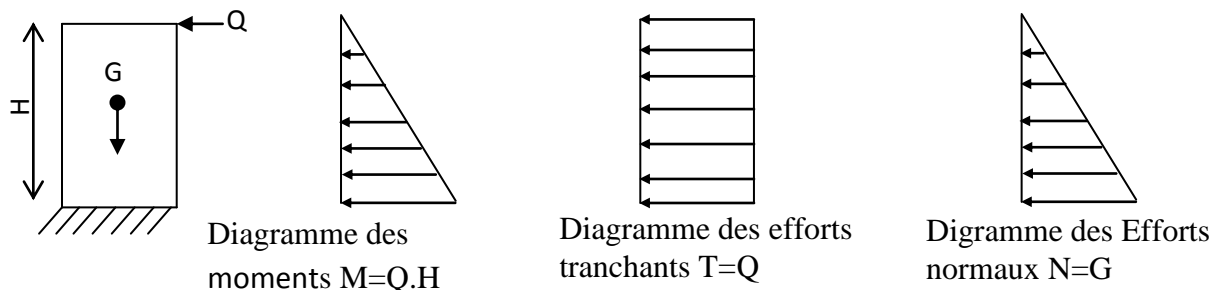 Q
G
H
Diagramme des
moments M=Q.H
Diagramme des efforts
tranchants T=Q
Digramme des Efforts
normaux N=G